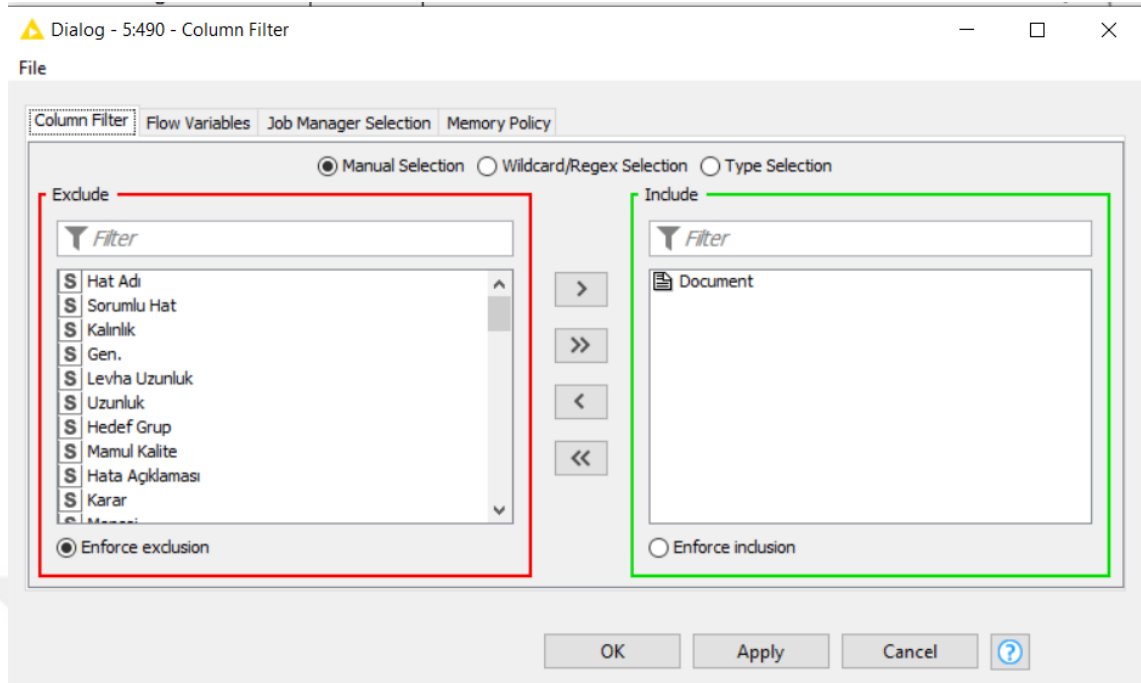 Dialog - 5:490 - Column Filter
File
Column Filter Flow Variables Job Manager Selection Memory Policy
Manual Selection Wildcard/Regex Selection Type Selection
Exclude
Filter
S Hat Adı
S Sorumlu Hat
S Kalınlık
S Gen.
S Levha Uzunluk
S Uzunluk
S Hedef Grup
S Mamul Kalite
S Hata Açıklaması
S Karar
Enforce exclusion
> 
>>
<
<<
Include
Filter
Document
Enforce inclusion
OK Apply Cancel ?